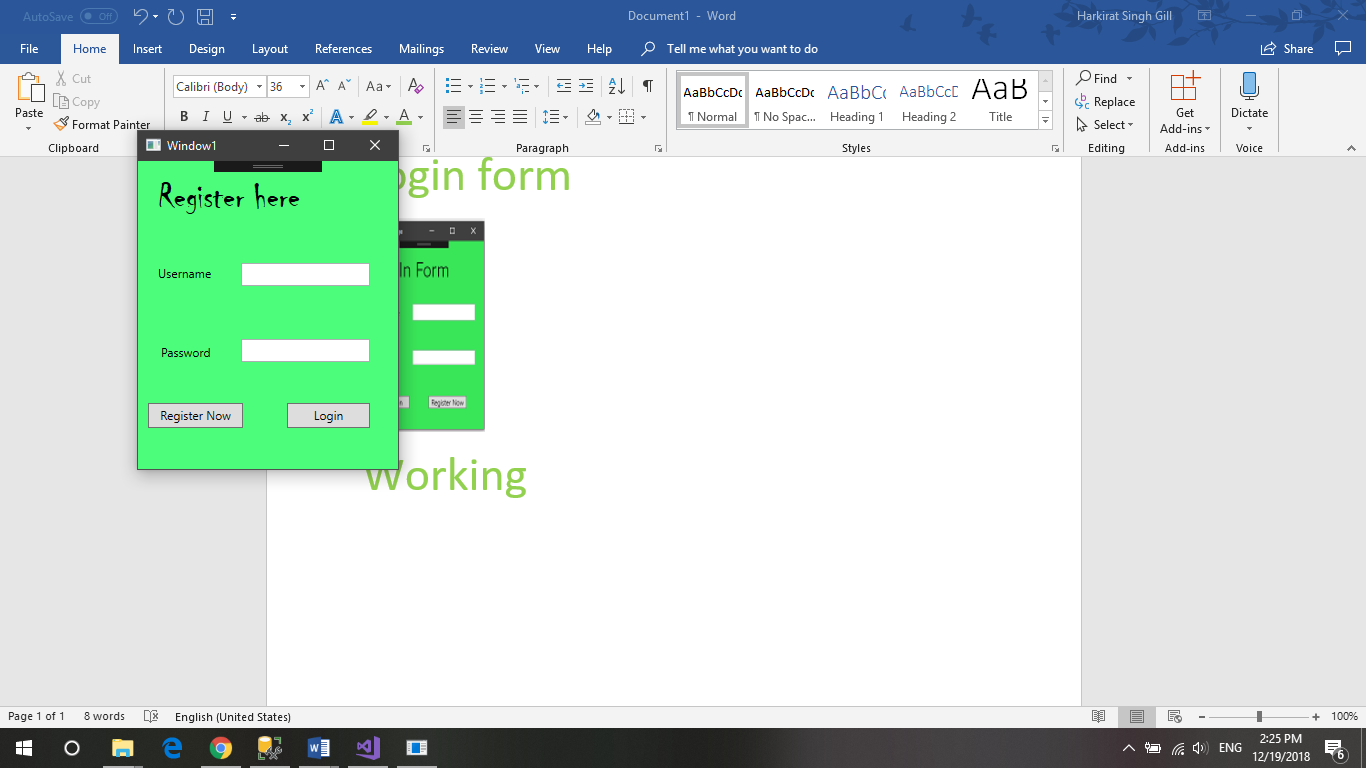 AutoSave Off Document1 - Word Harkirat Singh Gill
File Home Insert Design Layout References Mailings Review View Help Tell me what you want to do Share
Paste Cut Copy Format Painter
Clipboard
Calibri (Body) 36
Paragraph
AaBbCcDc AaBbCcDc AaBbCc AaBbCcD AaB
¶ Normal ¶ No Spac... Heading 1 Heading 2 Title
Styles
Find
Replace
Select
Editing
Get Add-ins
Add-ins
Dictate
Voice
Window1
Register here
Username
Password
Register Now Login
ogin form
In Form
Register Now
Working
Page 1 of 1 8 words English (United States) 100%
ENG 2:25 PM
12/19/2018
6